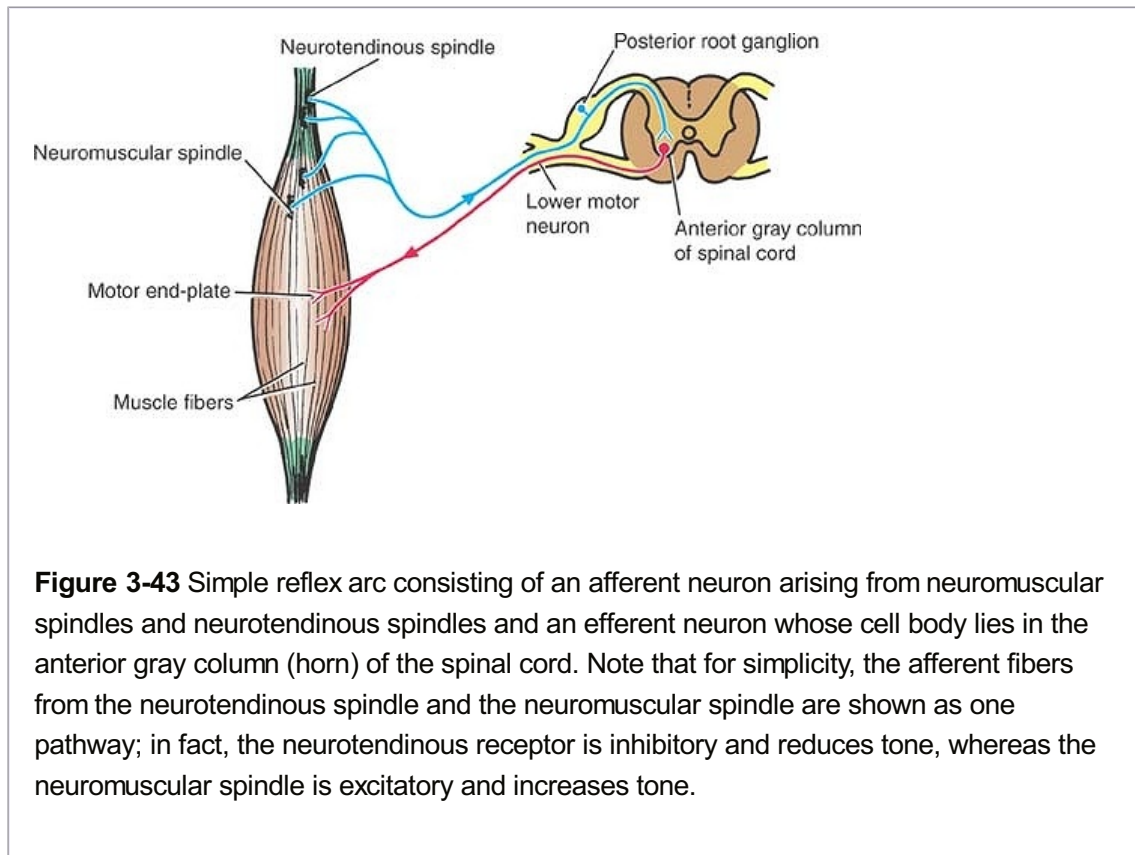 Neurotendinous spindle
Posterior root ganglion
Neuromuscular spindle
Lower motor
neuron
Anterior gray column
of spinal cord
Motor end-plate
Muscle fibers
Figure 3-43 Simple reflex arc consisting of an afferent neuron arising from neuromuscular
spindles and neurotendinous spindles and an efferent neuron whose cell body lies in the
anterior gray column (horn) of the spinal cord. Note that for simplicity, the afferent fibers
from the neurotendinous spindle and the neuromuscular spindle are shown as one
pathway; in fact, the neurotendinous receptor is inhibitory and reduces tone, whereas the
neuromuscular spindle is excitatory and increases tone.